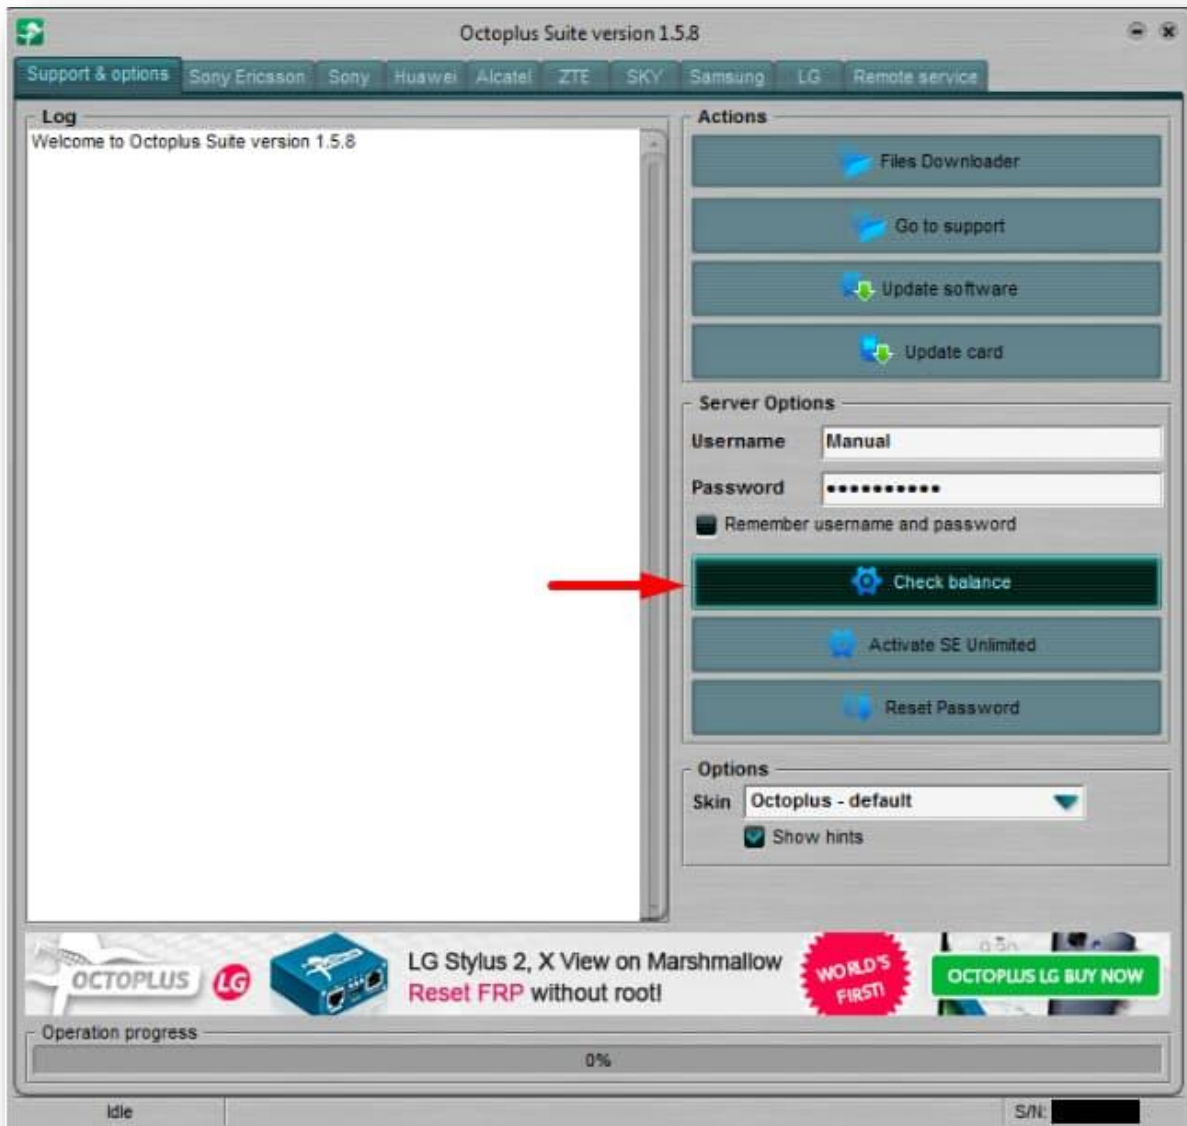 Octoplus Suite version 1.5.8
Support & options Sony Ericsson Sony Huawei Alcatel ZTE SKY Samsung LG Remote service
Log
Welcome to Octoplus Suite version 1.5.8
Actions
Files Downloader
Go to support
Update software
Update card
Server Options
Username Manual
Password ••••••••••
Remember username and password
Check balance
Activate SE Unlimited
Reset Password
Options
Skin Octoplus - default
Show hints
OCTOPLUS LG
LG Stylus 2, X View on Marshmallow
Reset FRP without root!
WORLD'S
FIRST!
OCTOPLUS LG BUY NOW
Operation progress
0%
Idle S/N: